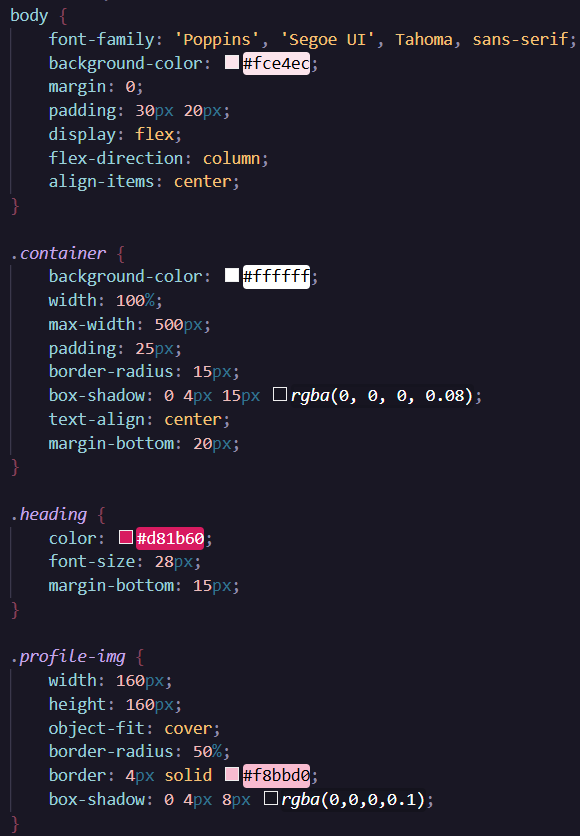 body {
    font-family: 'Poppins', 'Segoe UI', Tahoma, sans-serif;
    background-color: #fce4ec;
    margin: 0;
    padding: 30px 20px;
    display: flex;
    flex-direction: column;
    align-items: center;
}

.container {
    background-color: #ffffff;
    width: 100%;
    max-width: 500px;
    padding: 25px;
    border-radius: 15px;
    box-shadow: 0 4px 15px rgba(0, 0, 0, 0.08);
    text-align: center;
    margin-bottom: 20px;
}

.heading {
    color: #d81b60;
    font-size: 28px;
    margin-bottom: 15px;
}

.profile-img {
    width: 160px;
    height: 160px;
    object-fit: cover;
    border-radius: 50%;
    border: 4px solid #f8bbd0;
    box-shadow: 0 4px 8px rgba(0,0,0,0.1);
}